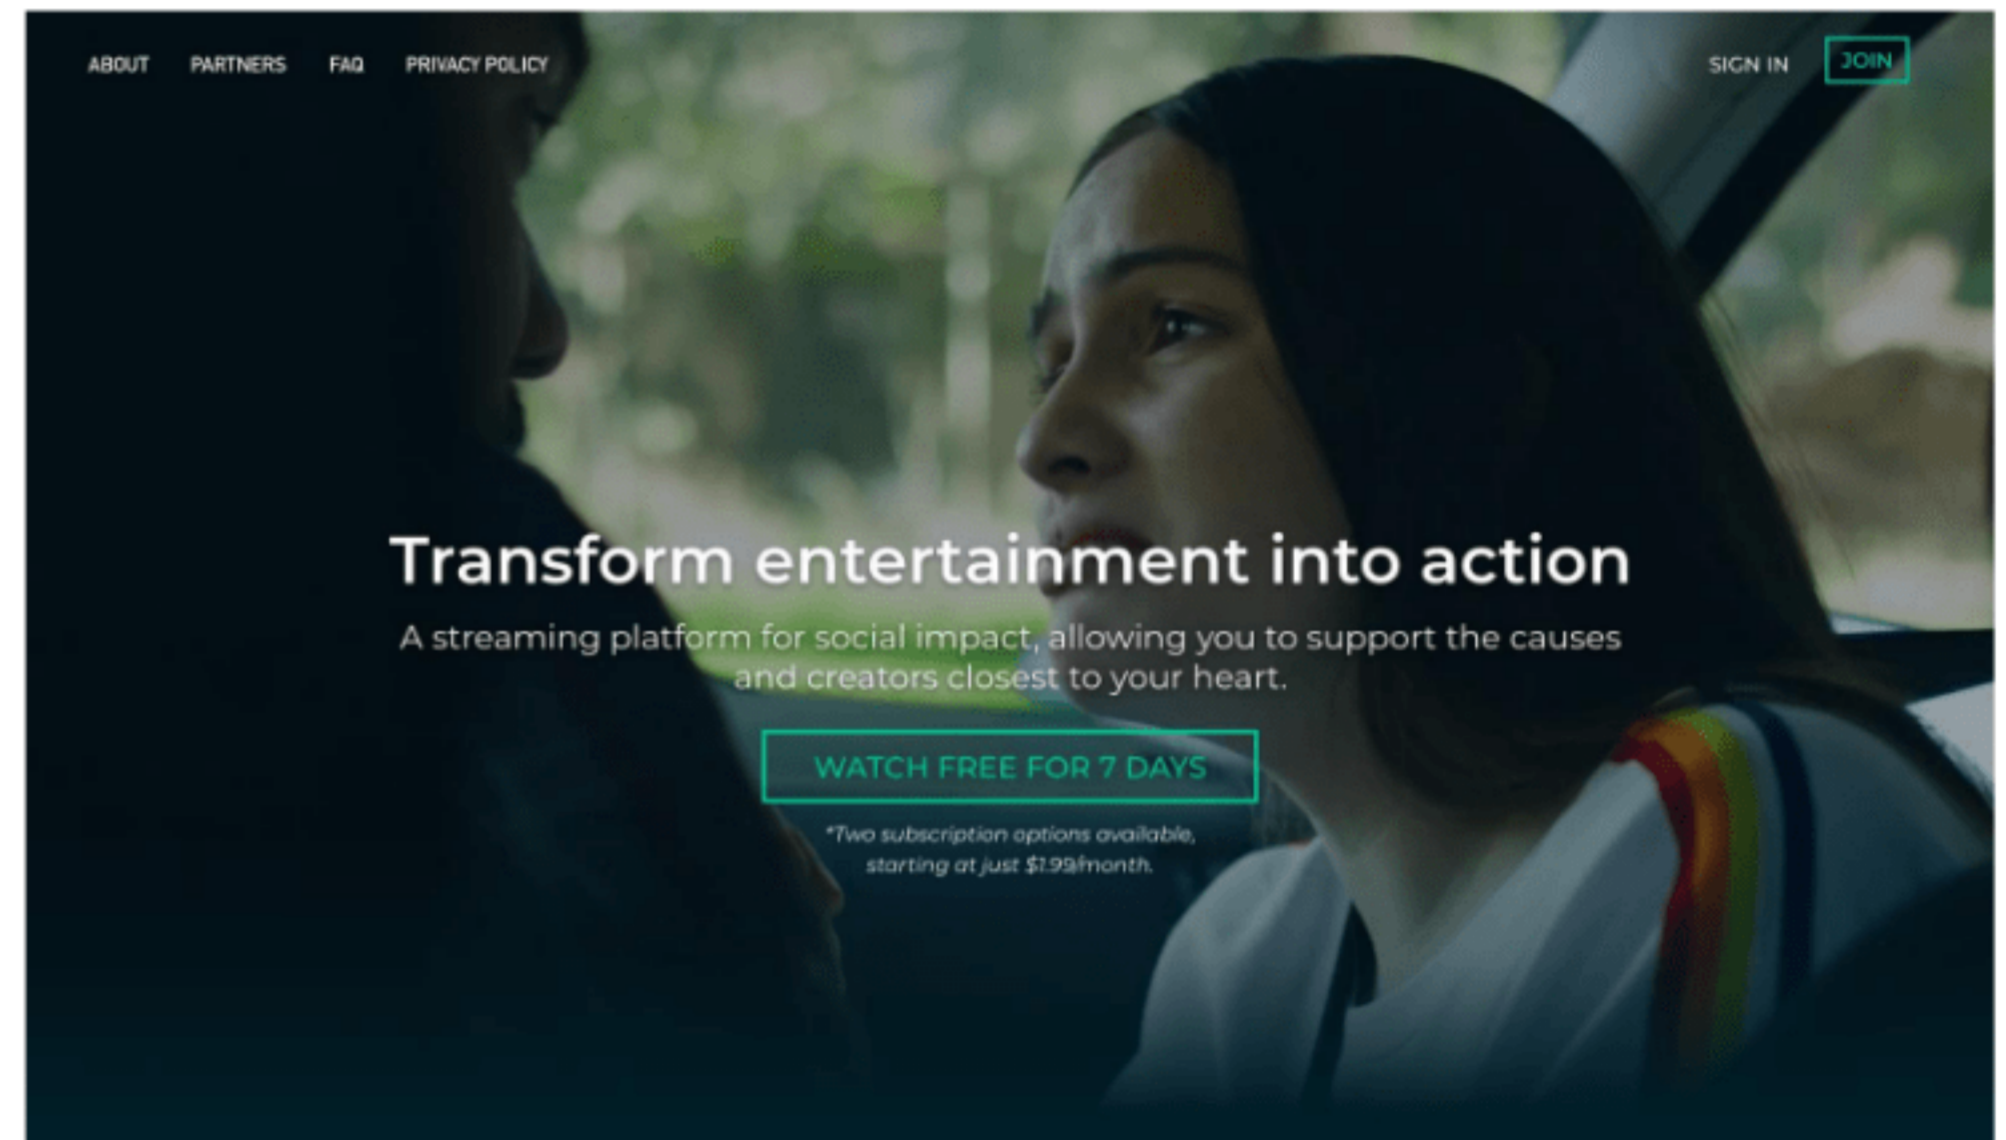 ABOUT PARTNERS FAQ PRIVACY POLICY SIGN IN JOIN
Transform entertainment into action
A streaming platform for social impact, allowing you to support the causes
and creators closest to your heart.
WATCH FREE FOR 7 DAYS
*Two subscription options available,
starting at just $1.99/month.